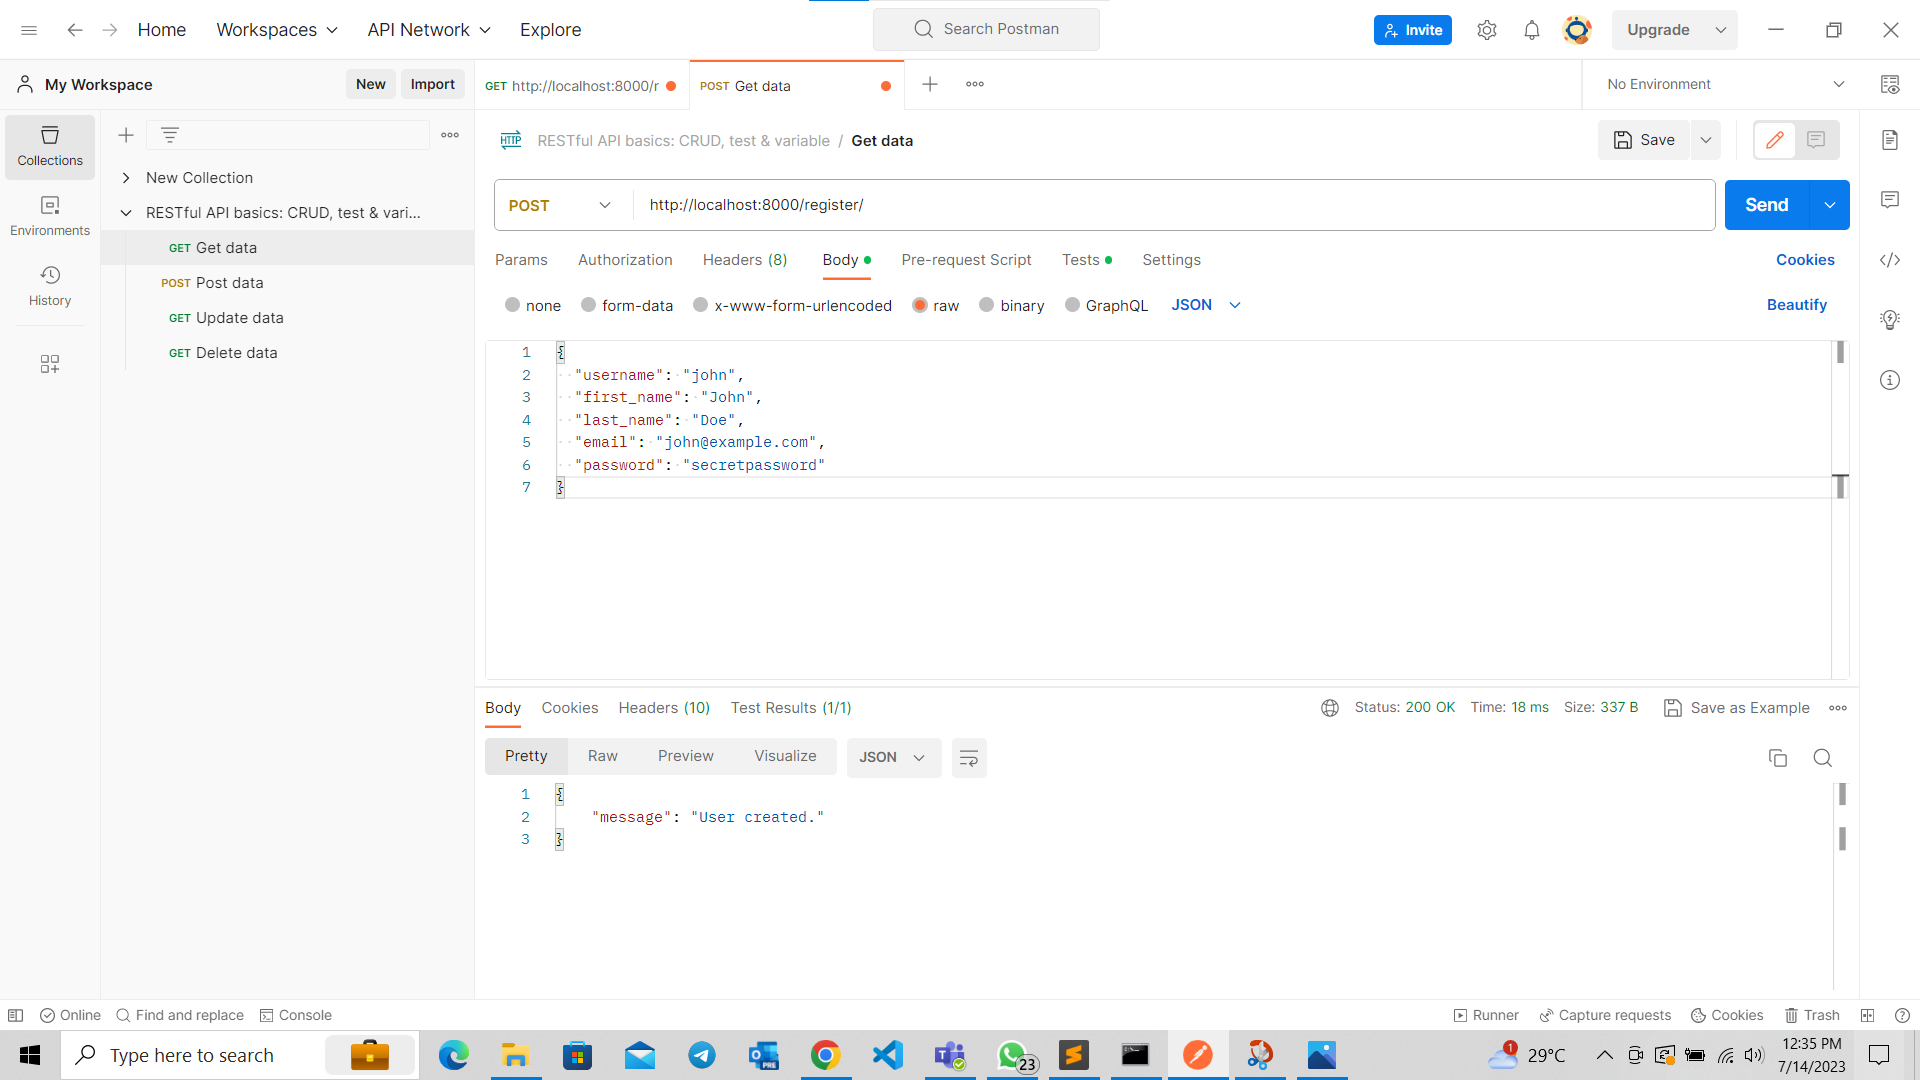 Home Workspaces API Network Explore Search Postman Invite Upgrade
My Workspace New Import GET http://localhost:8000/r POST Get data No Environment
Collections
Environments
History
New Collection
RESTful API basics: CRUD, test & vari...
GET Get data
POST Post data
GET Update data
GET Delete data
HTTP RESTful API basics: CRUD, test & variable / Get data Save
POST http://localhost:8000/register/ Send
Params Authorization Headers (8) Body Pre-request Script Tests Settings Cookies
none form-data x-www-form-urlencoded raw binary GraphQL JSON Beautify
1 {
2 "username": "john",
3 "first_name": "John",
4 "last_name": "Doe",
5 "email": "john@example.com",
6 "password": "secretpassword"
7 }
Body Cookies Headers (10) Test Results (1/1) Status: 200 OK Time: 18 ms Size: 337 B Save as Example
Pretty Raw Preview Visualize JSON
1 {
2 "message": "User created."
3 }
Online Find and replace Console Runner Capture requests Cookies Trash
Type here to search PRE 23 1 29°C 12:35 PM
7/14/2023